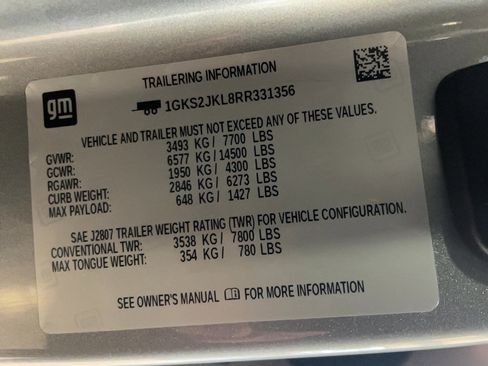 gm
TRAILERING INFORMATION
1GKS2JKL8RR331356
VEHICLE AND TRAILER MUST NOT EXCEED ANY OF THESE VALUES.
GVWR: 3493 KG / 7700 LBS
GCWR: 6577 KG / 14500 LBS
RGAWR: 1950 KG / 4300 LBS
CURB WEIGHT: 2846 KG / 6273 LBS
MAX PAYLOAD: 648 KG / 1427 LBS
SAE J2807 TRAILER WEIGHT RATING (TWR) FOR VEHICLE CONFIGURATION.
CONVENTIONAL TWR: 3538 KG / 7800 LBS
MAX TONGUE WEIGHT: 354 KG / 780 LBS
SEE OWNER'S MANUAL FOR MORE INFORMATION